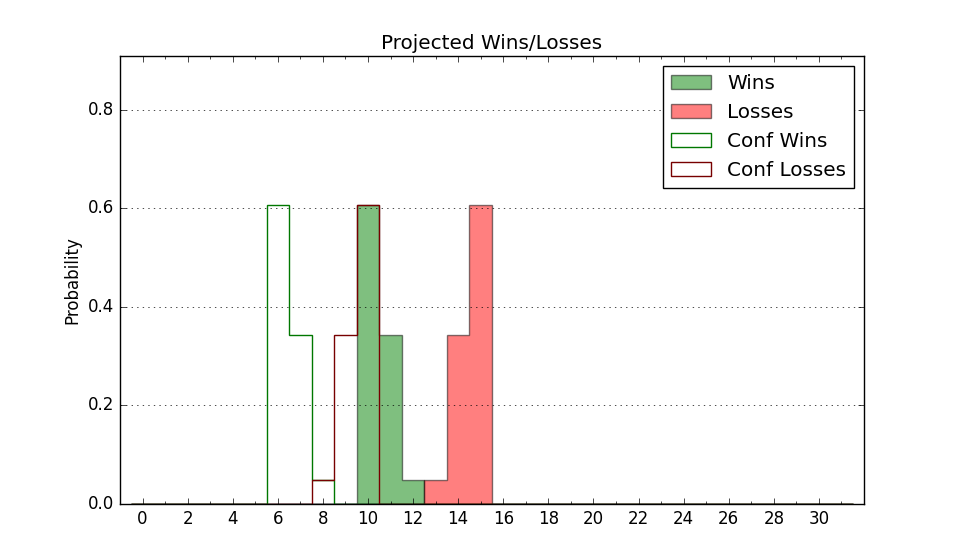 Projected Wins/Losses
Wins
Losses
Conf Wins
Conf Losses
Probability
0.8
0.6
0.4
0.2
0.0
0 2 4 6 8 10 12 14 16 18 20 22 24 26 28 30